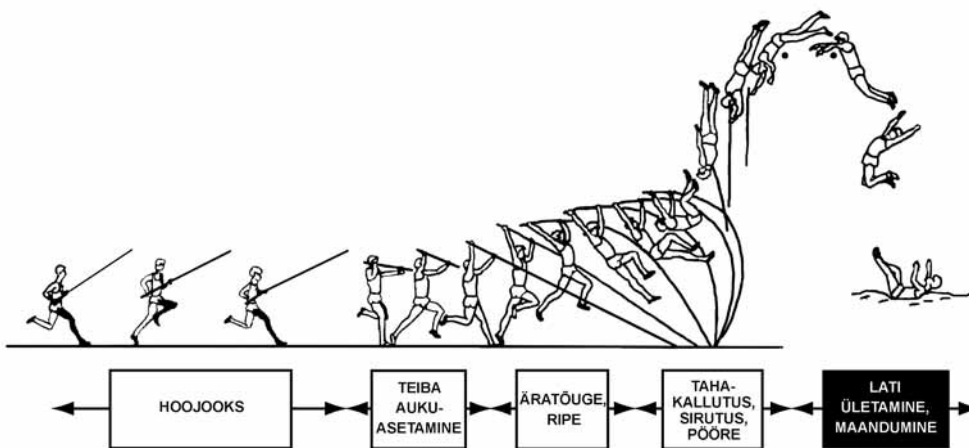 HOOJOOKS
TEIBA
AUKU-
ASETAMINE
ÄRATÕUGE,
RIPE
TAHA-
KALLUTUS,
SIRUTUS,
PÖÖRE
LATI
ÜLETAMINE,
MAANDUMINE